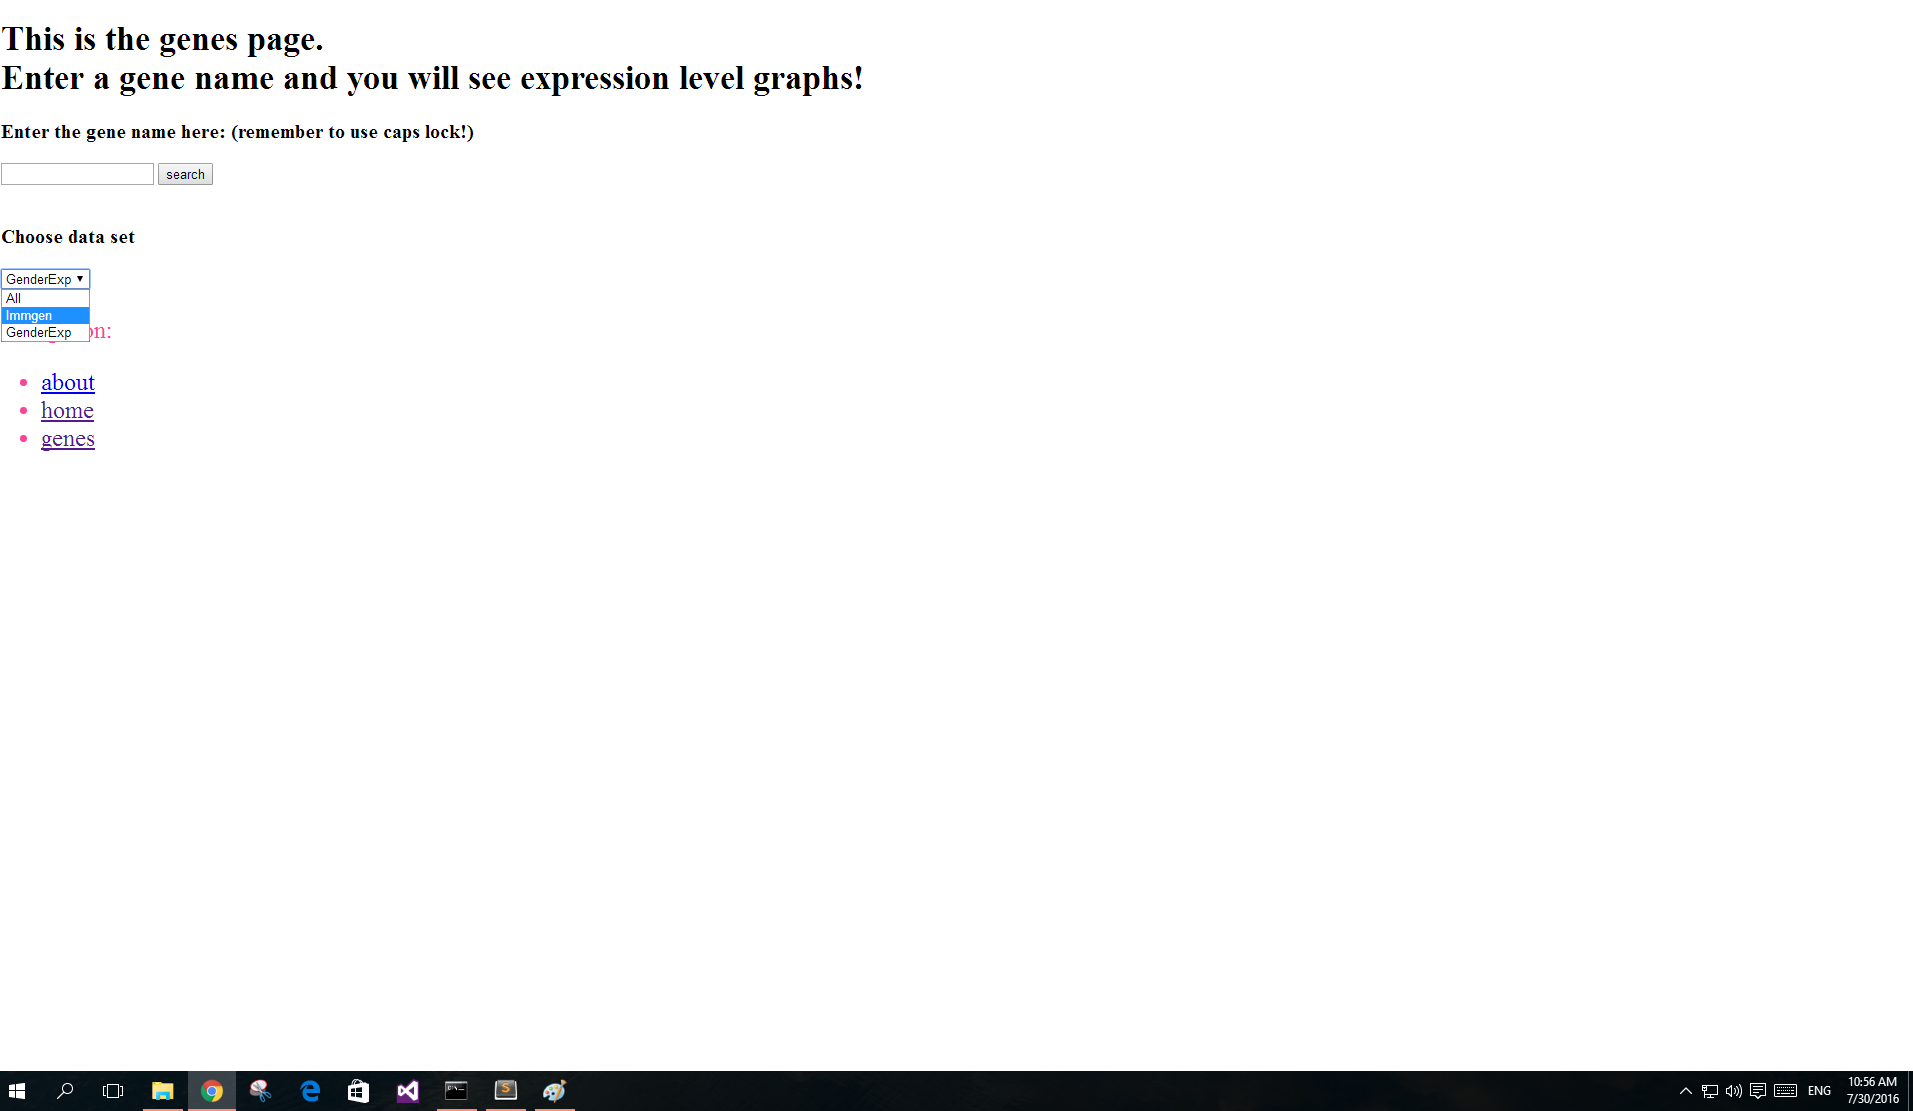 This is the genes page.
Enter a gene name and you will see expression level graphs!
Enter the gene name here: (remember to use caps lock!)
search
Choose data set
GenderExp
All
Immgen
GenderExp
on:
about
home
genes
ENG
10:56 AM
7/30/2016